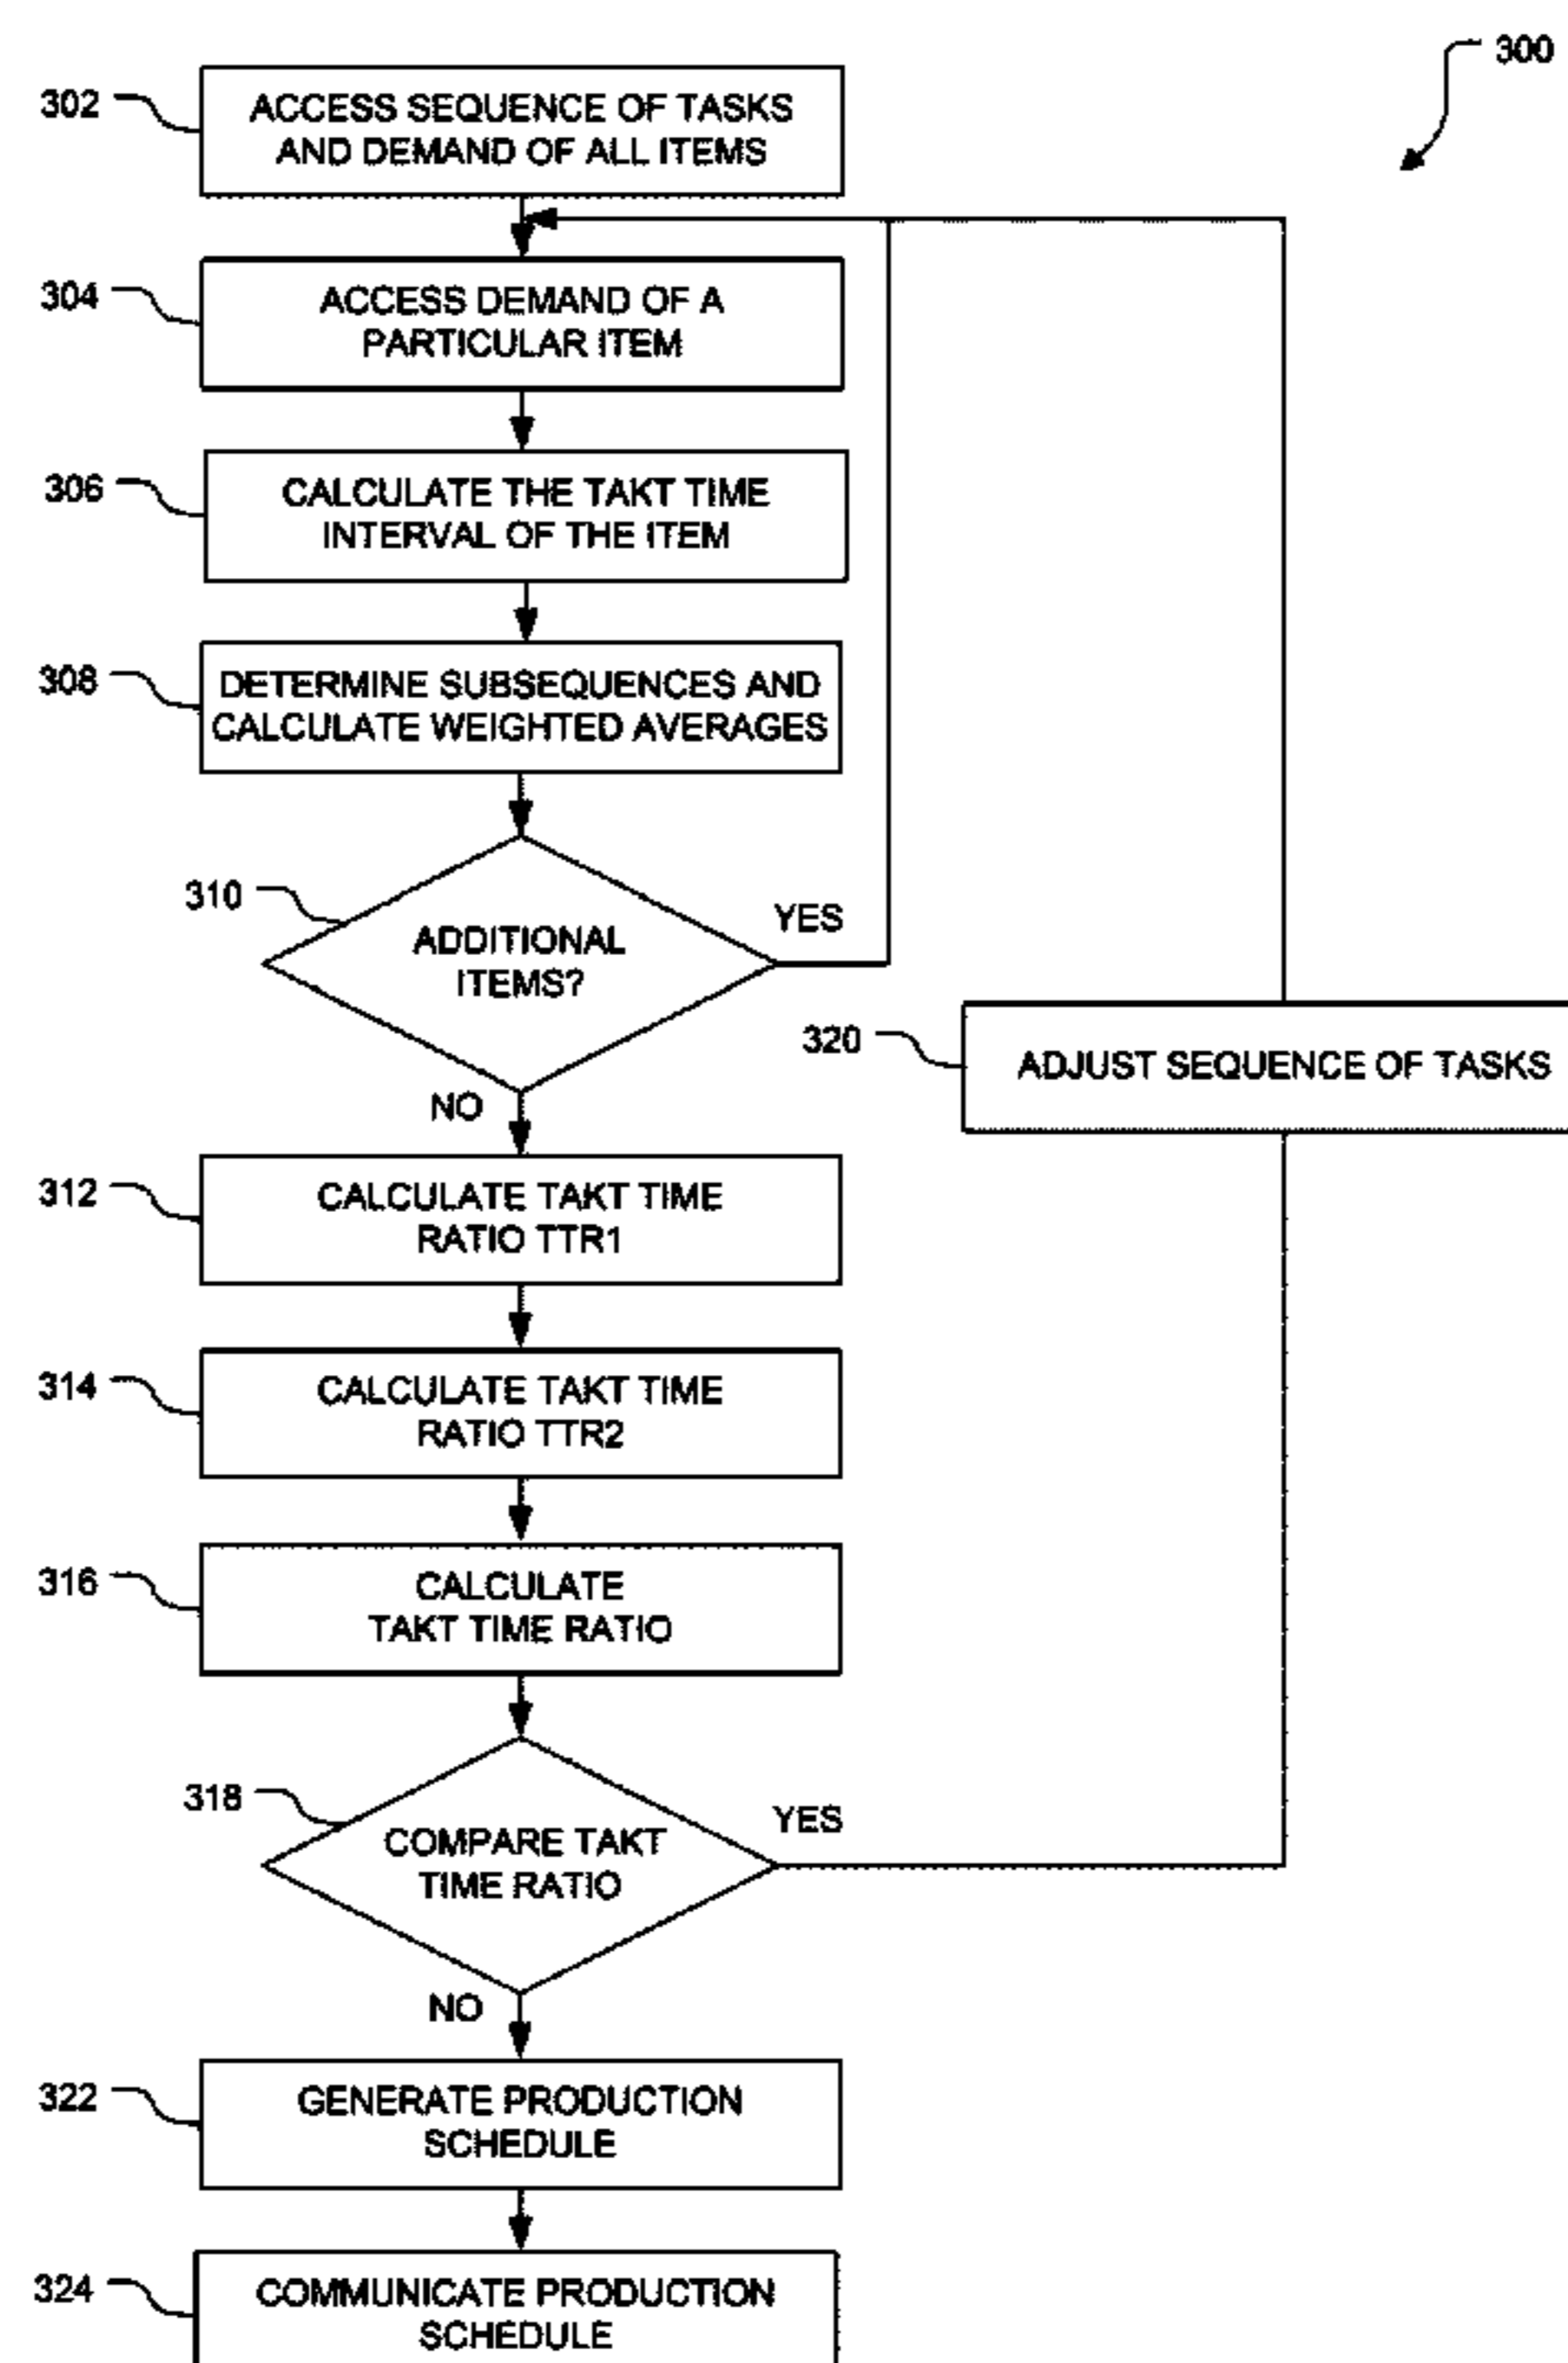 300
302
ACCESS SEQUENCE OF TASKS
AND DEMAND OF ALL ITEMS
304
ACCESS DEMAND OF A
PARTICULAR ITEM
306
CALCULATE THE TAKT TIME
INTERVAL OF THE ITEM
308
DETERMINE SUBSEQUENCES AND
CALCULATE WEIGHTED AVERAGES
310
ADDITIONAL
ITEMS?
YES
NO
320
ADJUST SEQUENCE OF TASKS
312
CALCULATE TAKT TIME
RATIO TTR1
314
CALCULATE TAKT TIME
RATIO TTR2
316
CALCULATE
TAKT TIME RATIO
318
COMPARE TAKT
TIME RATIO
YES
NO
322
GENERATE PRODUCTION
SCHEDULE
324
COMMUNICATE PRODUCTION
SCHEDULE